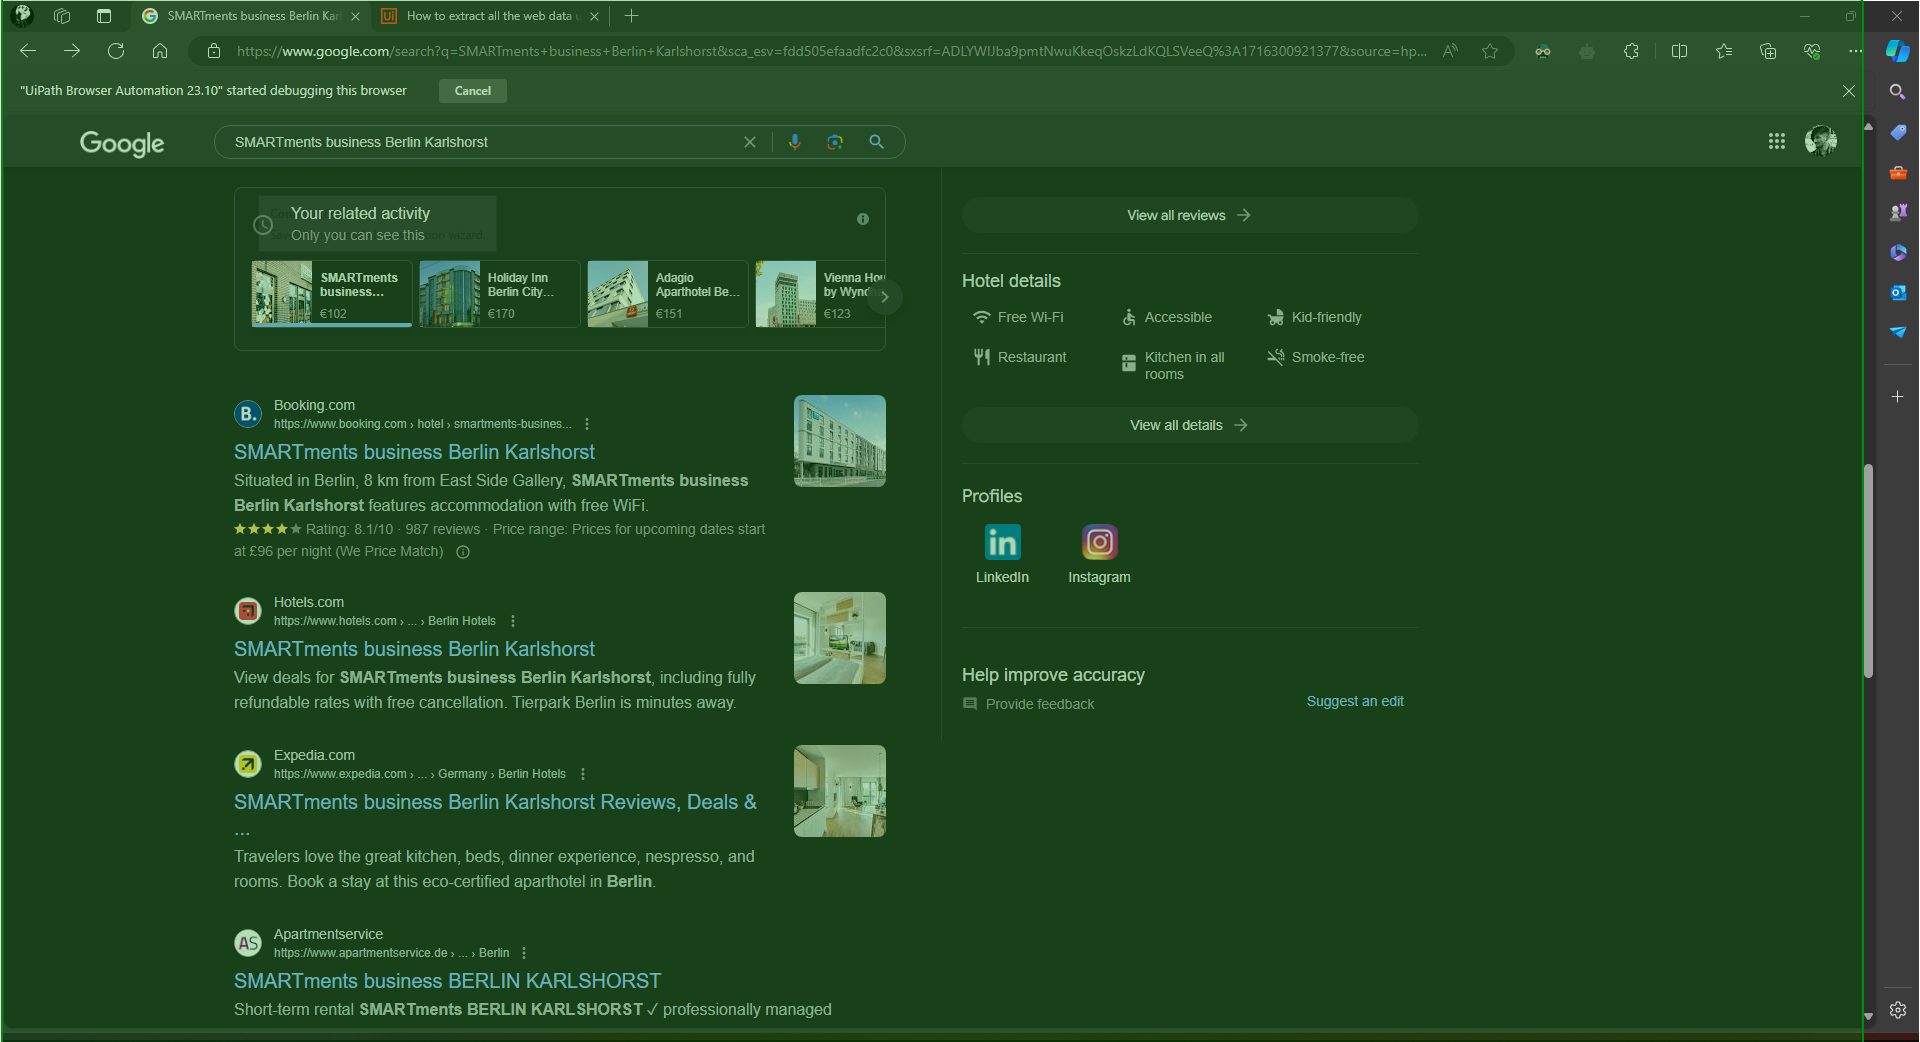 SMARTments business Berlin Karl
How to extract all the web data
https://www.google.com/search?q=SMARTments+business+Berlin+Karlshorst&sca_esv=fdd505efaadfc2c0&sxsrf=ADLYWIJba9pmtNwuKkeqOskzLdKQLSVeeQ%3A1716300921377&source=hp...
"UiPath Browser Automation 23.10" started debugging this browser
Cancel
Google
SMARTments business Berlin Karlshorst
Your related activity
Only you can see this
SMARTments
business...
€102
Holiday Inn
Berlin City...
€170
Adagio
Aparthotel Be...
€151
Vienna Hou
by Wyndh
€123
Booking.com
https://www.booking.com › hotel › smartments-busines...
SMARTments business Berlin Karlshorst
Situated in Berlin, 8 km from East Side Gallery, SMARTments business
Berlin Karlshorst features accommodation with free WiFi.
Rating: 8.1/10 · 987 reviews · Price range: Prices for upcoming dates start
at £96 per night (We Price Match)
Hotels.com
https://www.hotels.com › ... › Berlin Hotels
SMARTments business Berlin Karlshorst
View deals for SMARTments business Berlin Karlshorst, including fully
refundable rates with free cancellation. Tierpark Berlin is minutes away.
Expedia.com
https://www.expedia.com › ... › Germany › Berlin Hotels
SMARTments business Berlin Karlshorst Reviews, Deals &
...
Travelers love the great kitchen, beds, dinner experience, nespresso, and
rooms. Book a stay at this eco-certified aparthotel in Berlin.
AS
Apartmentservice
https://www.apartmentservice.de › ... › Berlin
SMARTments business BERLIN KARLSHORST
Short-term rental SMARTments BERLIN KARLSHORST ✓ professionally managed
View all reviews
Hotel details
Free Wi-Fi
Accessible
Kid-friendly
Restaurant
Kitchen in all
rooms
Smoke-free
View all details
Profiles
LinkedIn
Instagram
Help improve accuracy
Provide feedback
Suggest an edit